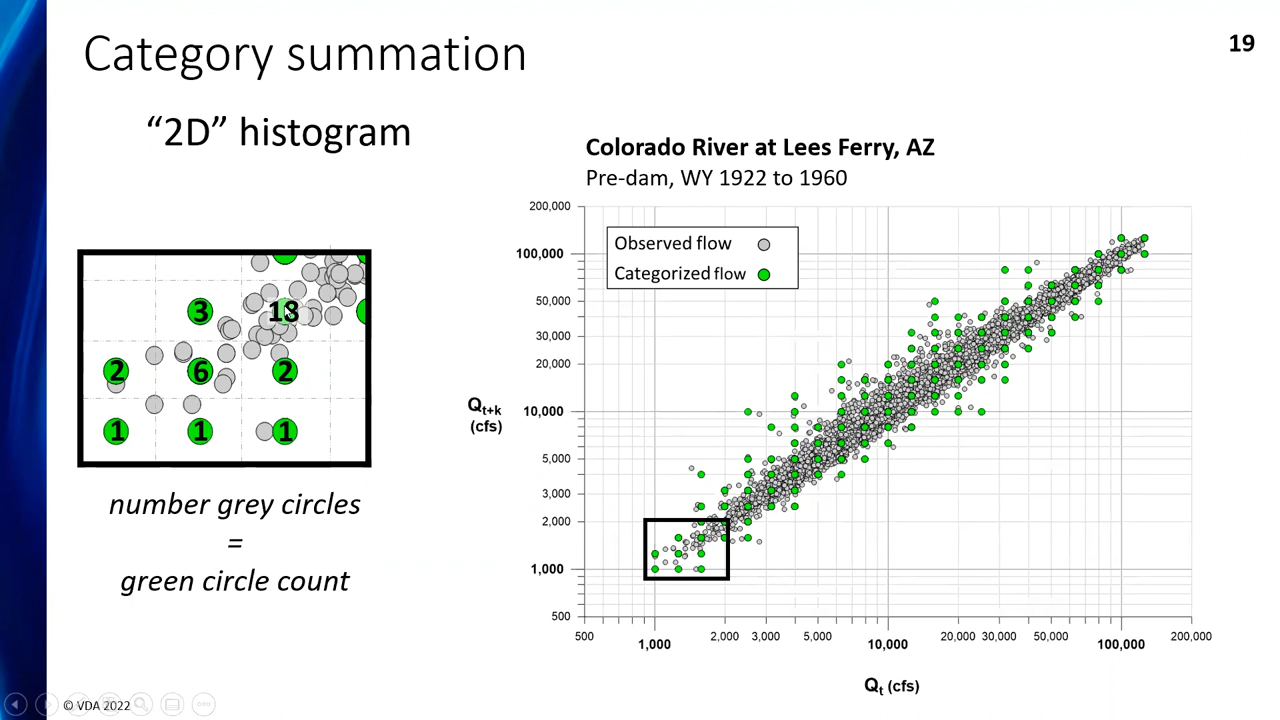 Category summation
19
“2D” histogram
Colorado River at Lees Ferry, AZ
Pre-dam, WY 1922 to 1960
3 18
2 6 2
1 1 1
number grey circles
=
green circle count
Observed flow
Categorized flow
200,000
100,000
50,000
30,000
20,000
10,000
5,000
3,000
2,000
1,000
500
Qt+k
(cfs)
500 1,000 2,000 3,000 5,000 10,000 20,000 30,000 50,000 100,000 200,000
Qt (cfs)
© VDA 2022